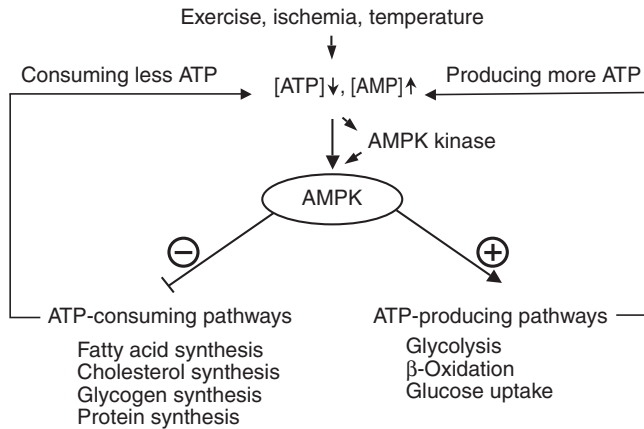 Exercise, ischemia, temperature
Consuming less ATP
[ATP]↓, [AMP]↑
Producing more ATP
AMPK kinase
AMPK
−
+
ATP-consuming pathways
Fatty acid synthesis
Cholesterol synthesis
Glycogen synthesis
Protein synthesis
ATP-producing pathways
Glycolysis
β-Oxidation
Glucose uptake